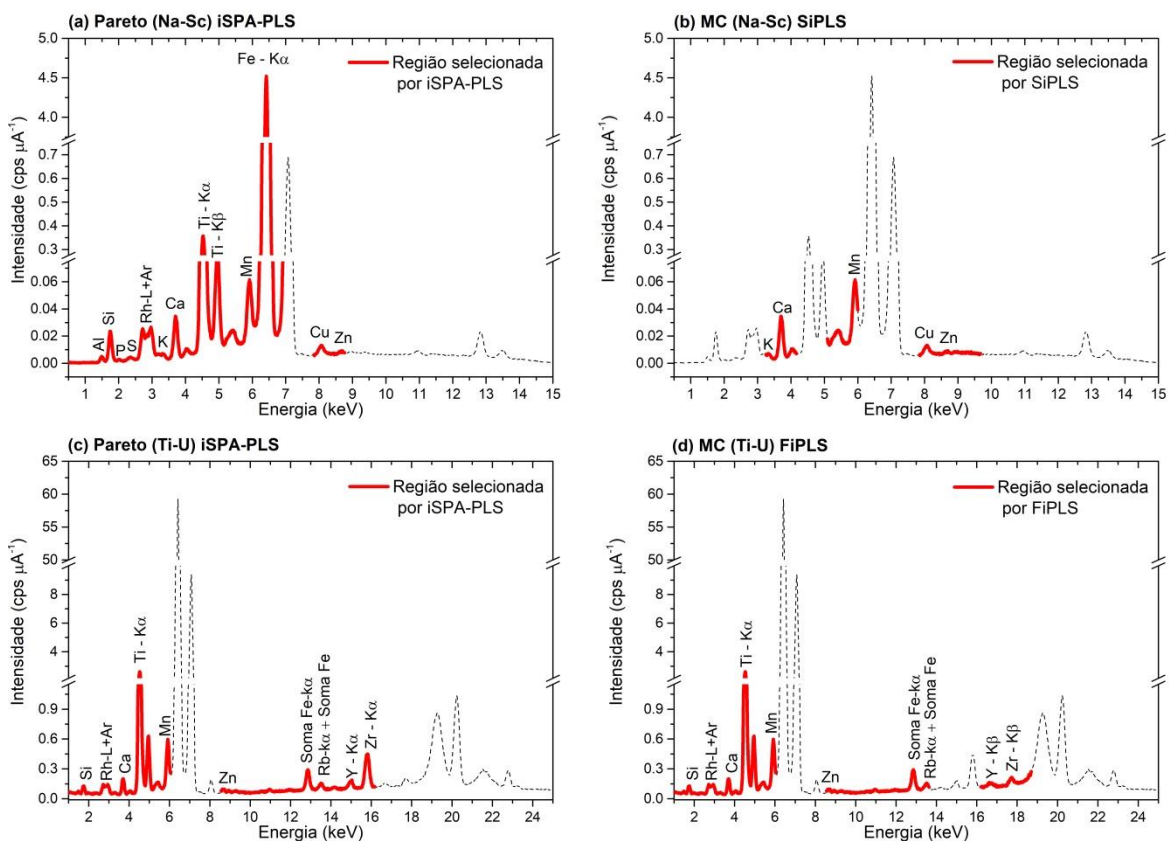 (a) Pareto (Na-Sc) iSPA-PLS
Intensidade (cps µA⁻¹)
5.0
4.5
4.0
0.7
0.6
0.5
0.4
0.3
0.06
0.04
0.02
0.00
Região selecionada
por iSPA-PLS
Fe - Kα
Ti - Kα
Ti - Kβ
Mn
Rh-L+Ar
Ca
Si
Al
P
S
K
Cu
Zn
1 2 3 4 5 6 7 8 9 10 11 12 13 14 15
Energia (keV)
(b) MC (Na-Sc) SiPLS
Intensidade (cps µA⁻¹)
5.0
4.5
4.0
0.7
0.6
0.5
0.4
0.3
0.06
0.04
0.02
0.00
Região selecionada
por SiPLS
Mn
Ca
K
Cu
Zn
1 2 3 4 5 6 7 8 9 10 11 12 13 14 15
Energia (keV)
(c) Pareto (Ti-U) iSPA-PLS
Intensidade (cps µA⁻¹)
65
60
55
50
8
6
4
2
0.9
0.6
0.3
0.0
Região selecionada
por iSPA-PLS
Ti - Kα
Si
Rh-L+Ar
Ca
Mn
Zn
Soma Fe-kα
Rb-kα + Soma Fe
Y - Kα
Zr - Kα
2 4 6 8 10 12 14 16 18 20 22 24
Energia (keV)
(d) MC (Ti-U) FiPLS
Intensidade (cps µA⁻¹)
65
60
55
50
8
6
4
2
0.9
0.6
0.3
0.0
Região selecionada
por FiPLS
Ti - Kα
Si
Rh-L+Ar
Ca
Mn
Zn
Soma Fe-kα
Rb-kα + Soma Fe
Y - Kβ
Zr - Kβ
2 4 6 8 10 12 14 16 18 20 22 24
Energia (keV)